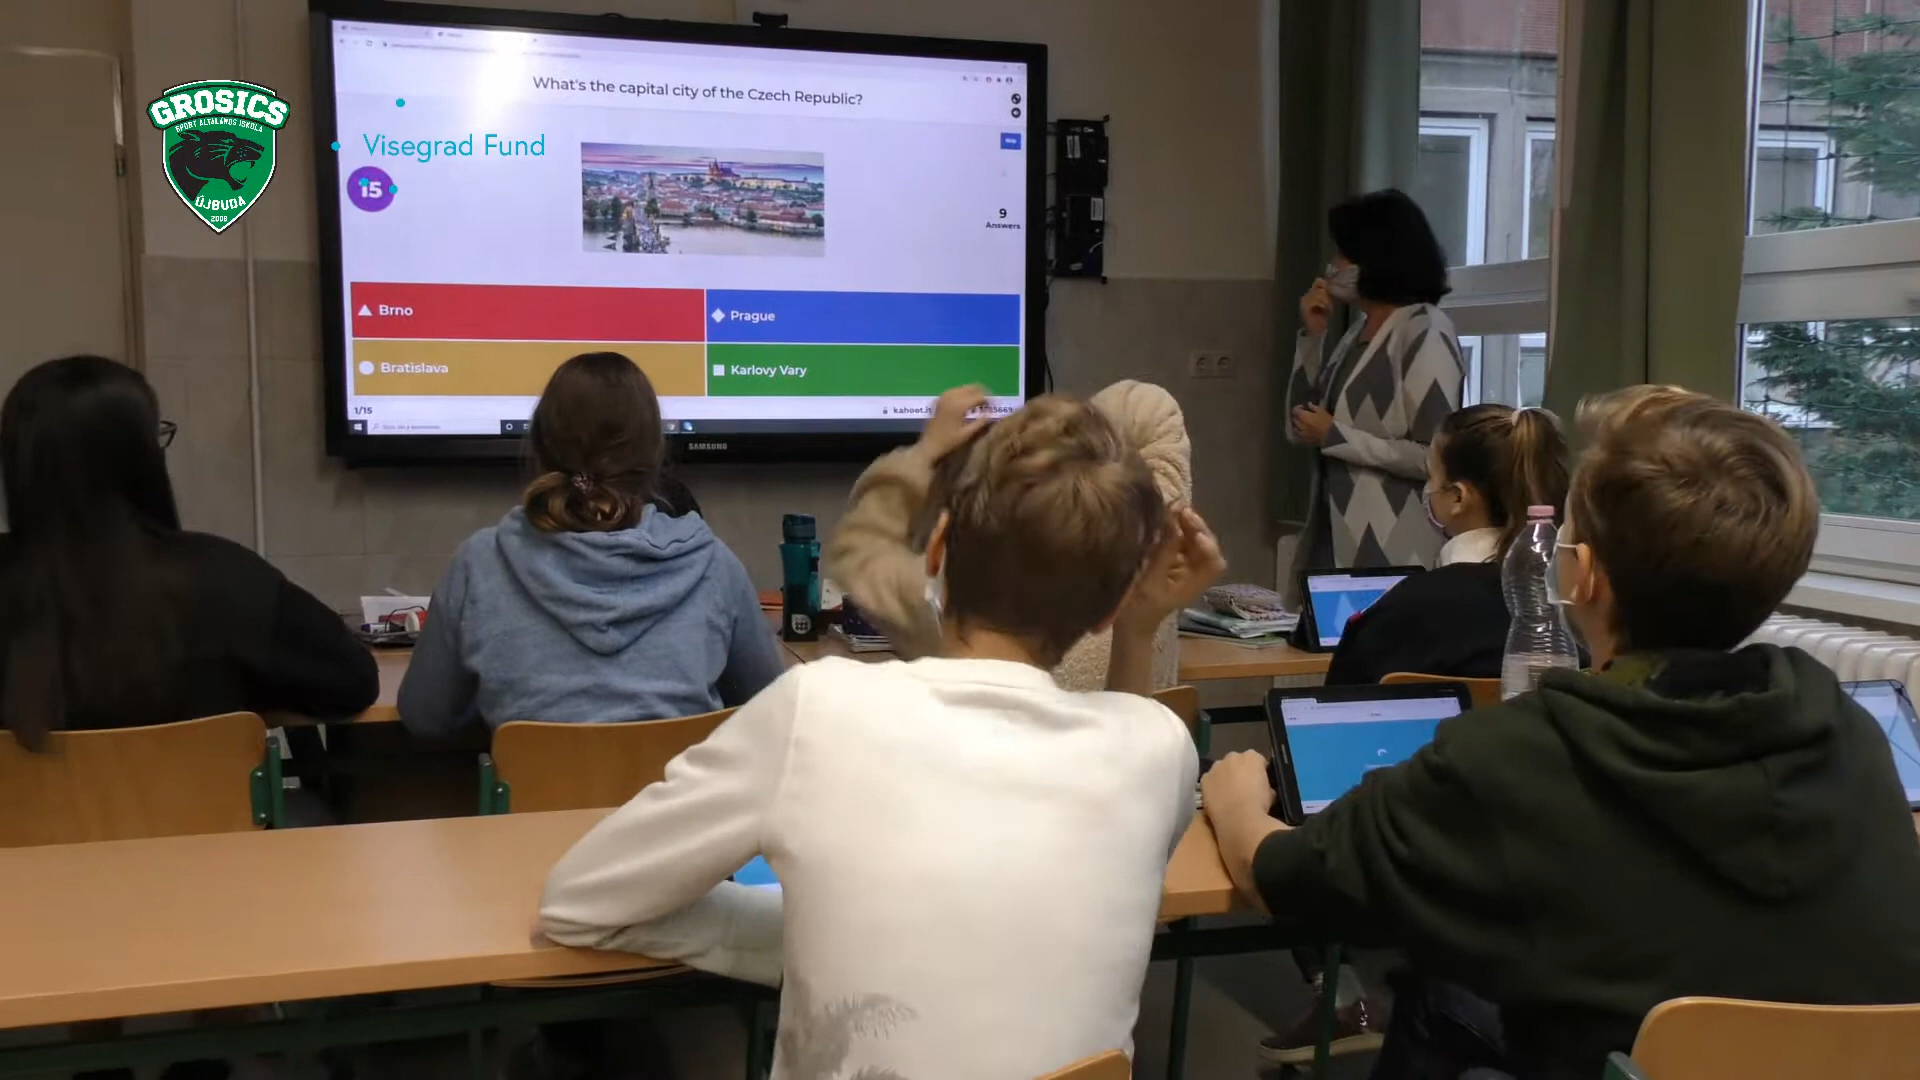 GROSICS
SPORT ÁLTALÁNOS ISKOLA
ÚJBUDA
2008
Visegrad Fund
What's the capital city of the Czech Republic?
15
Skip
9
Answers
Brno
Prague
Bratislava
Karlovy Vary
1/15
kahoot.it
SAMSUNG